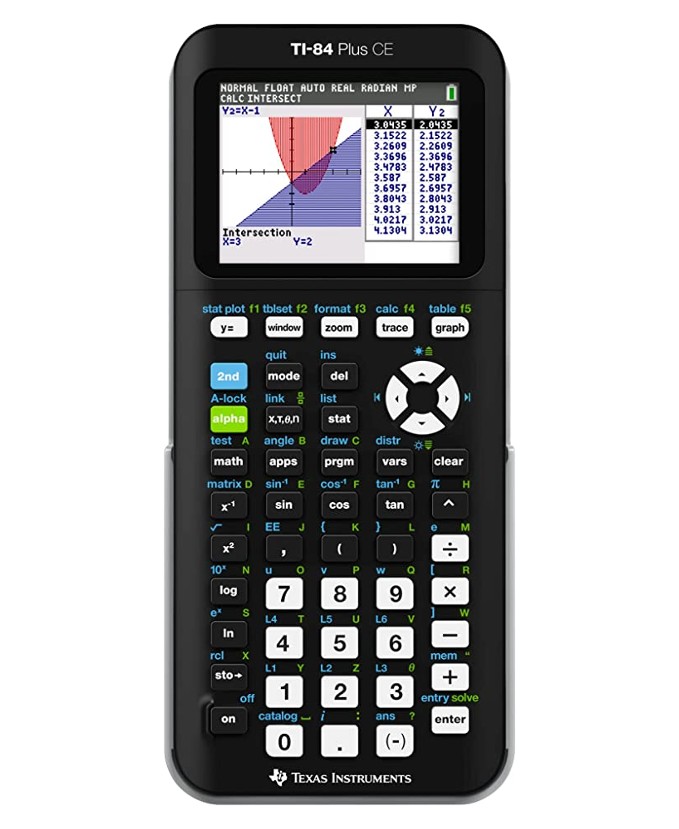 TI-84 Plus CE
NORMAL FLOAT AUTO REAL RADIAN MP
CALC INTERSECT
Y2=X-1
X Y2
3.0435 2.0435
3.1522 2.1522
3.2609 2.2609
3.3696 2.3696
3.4783 2.4783
3.587 2.587
3.6957 2.6957
3.8043 2.8043
3.913 2.913
4.0217 3.0217
4.1304 3.1304
Intersection
X=3 Y=2
stat plot f1 tblset f2 format f3 calc f4 table f5
y= window zoom trace graph
quit ins
2nd mode del
A-lock link list
alpha X,T,θ,n stat
test A angle B draw C distr
math apps prgm vars clear
matrix D sin⁻¹ E cos⁻¹ F tan⁻¹ G π H
x⁻¹ sin cos tan ^
√ I EE J { K } L e M
x² , ( ) ÷
10ˣ N u O v P w Q [ R
log 7 8 9 ×
eˣ S L4 T L5 U L6 V ] W
ln 4 5 6 −
rcl X L1 Y L2 Z L3 θ mem "
sto→ 1 2 3 +
off catalog ⎵ i : ans ? entry solve
on 0 . (-) enter
TEXAS INSTRUMENTS